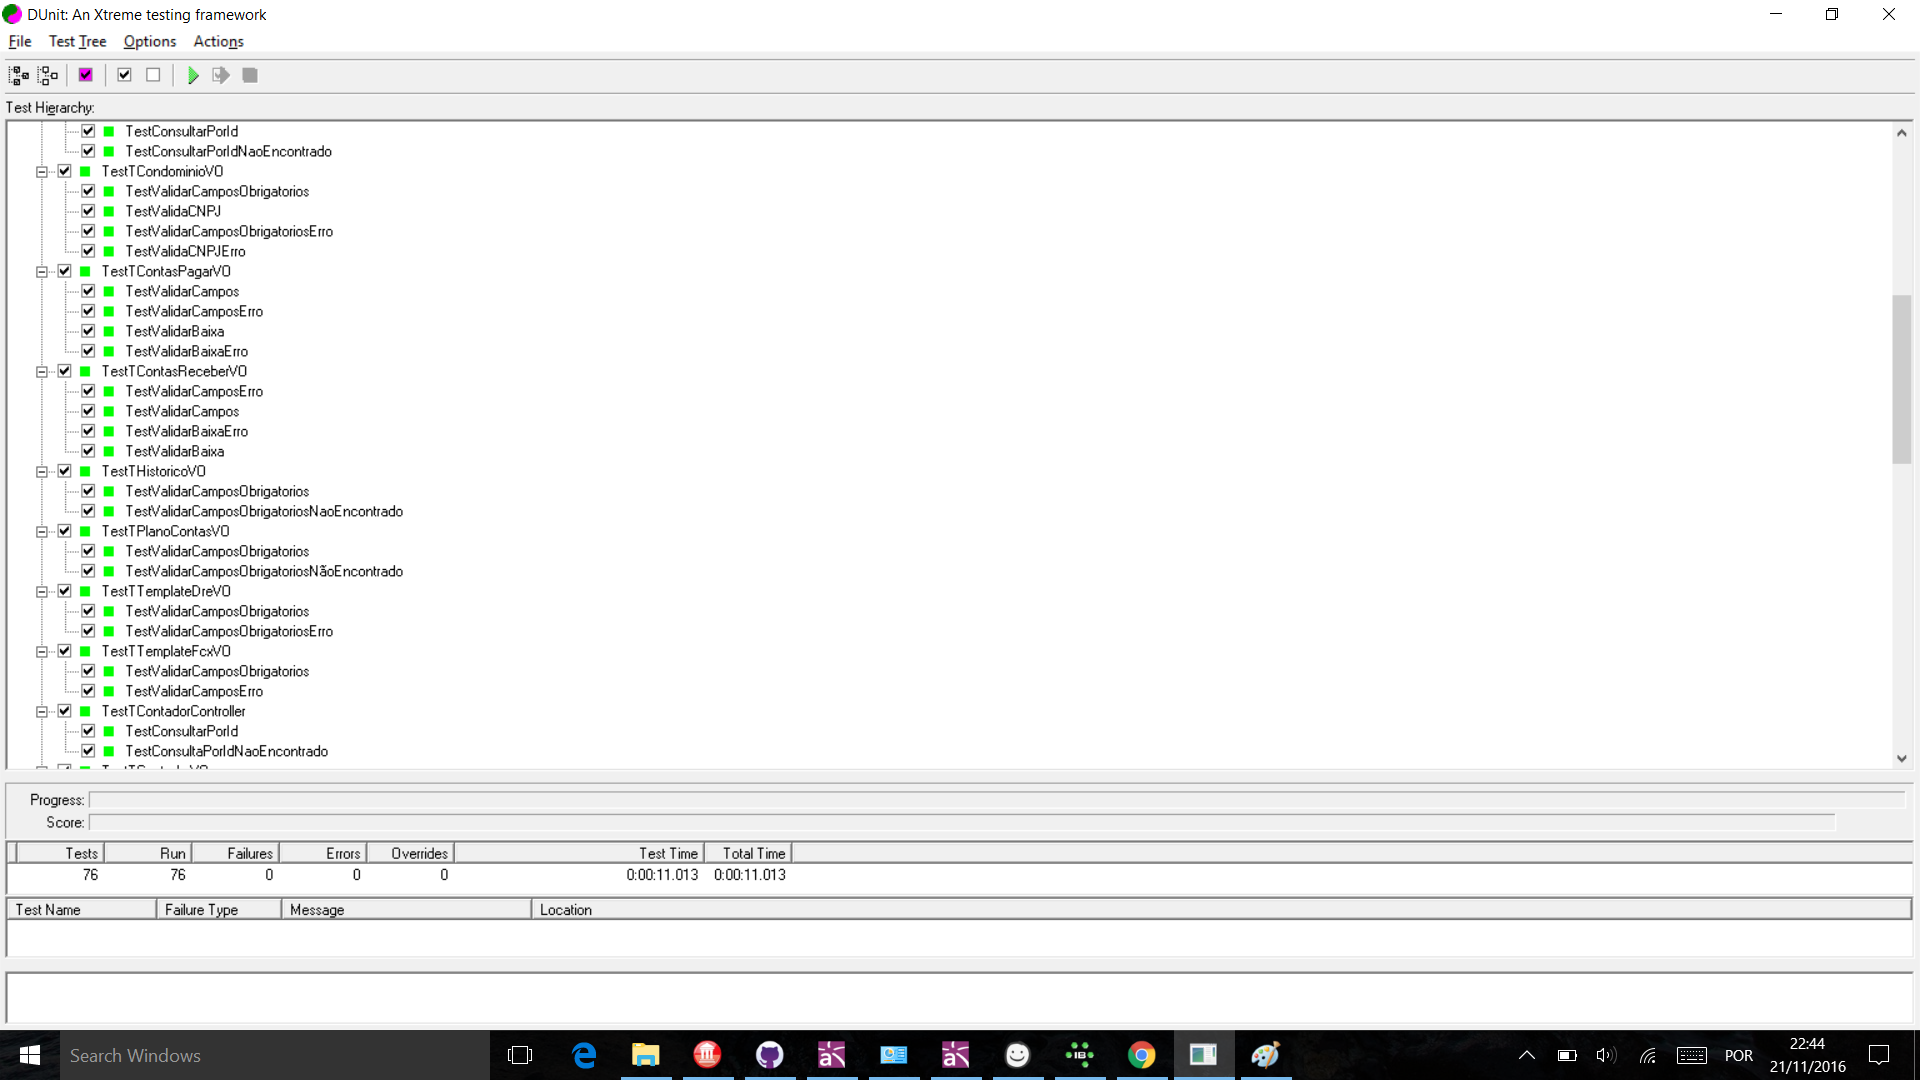 DUnit: An Xtreme testing framework
File Test Tree Options Actions
Test Hierarchy:
TestConsultarPorId
TestConsultarPorIdNaoEncontrado
TestTCondominioVO
TestValidarCamposObrigatorios
TestValidaCNPJ
TestValidarCamposObrigatoriosErro
TestValidaCNPJErro
TestTContasPagarVO
TestValidarCampos
TestValidarCamposErro
TestValidarBaixa
TestValidarBaixaErro
TestTContasReceberVO
TestValidarCamposErro
TestValidarCampos
TestValidarBaixaErro
TestValidarBaixa
TestTHistoricoVO
TestValidarCamposObrigatorios
TestValidarCamposObrigatoriosNaoEncontrado
TestTPlanoContasVO
TestValidarCamposObrigatorios
TestValidarCamposObrigatoriosNãoEncontrado
TestTTemplateDreVO
TestValidarCamposObrigatorios
TestValidarCamposObrigatoriosErro
TestTTemplateFcxVO
TestValidarCamposObrigatorios
TestValidarCamposErro
TestTContadorController
TestConsultarPorId
TestConsultaPorIdNaoEncontrado
Progress:
Score:
Tests Run Failures Errors Overrides Test Time Total Time
76 76 0 0 0 0:00:11.013 0:00:11.013
Test Name Failure Type Message Location
Search Windows
IB
POR
22:44
21/11/2016